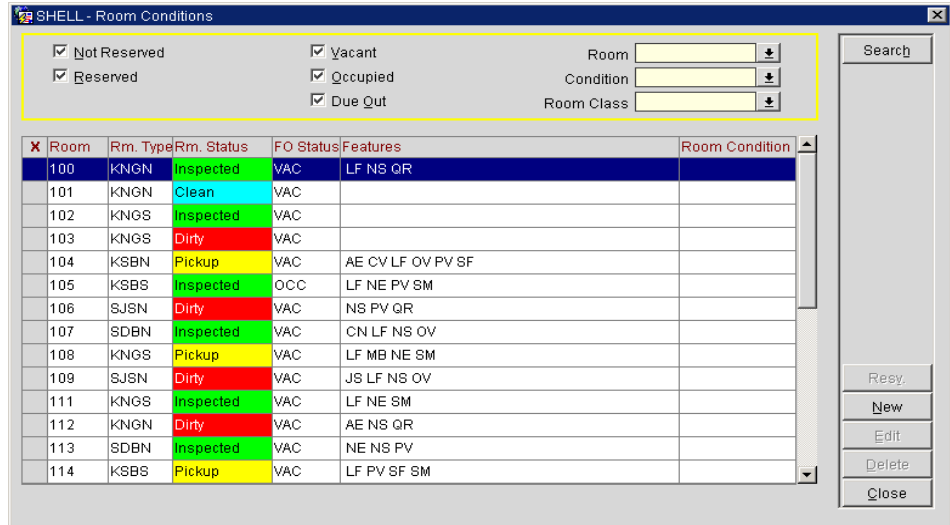 SHELL - Room Conditions
Not Reserved Vacant Room Search
Reserved Occupied Condition
Due Out Room Class
X Room Rm. Type Rm. Status FO Status Features Room Condition
100 KNGN Inspected VAC LF NS QR
101 KNGN Clean VAC
102 KNGS Inspected VAC
103 KNGS Dirty VAC
104 KSBN Pickup VAC AE CV LF OV PV SF
105 KSBS Inspected OCC LF NE PV SM
106 SJSN Dirty VAC NS PV QR
107 SDBN Inspected VAC CN LF NS OV
108 KNGS Pickup VAC LF MB NE SM
109 SJSN Dirty VAC JS LF NS OV
111 KNGS Inspected VAC LF NE SM
112 KNGN Dirty VAC AE NS QR
113 SDBN Inspected VAC NE NS PV
114 KSBS Pickup VAC LF PV SF SM
Resv.
New
Edit
Delete
Close